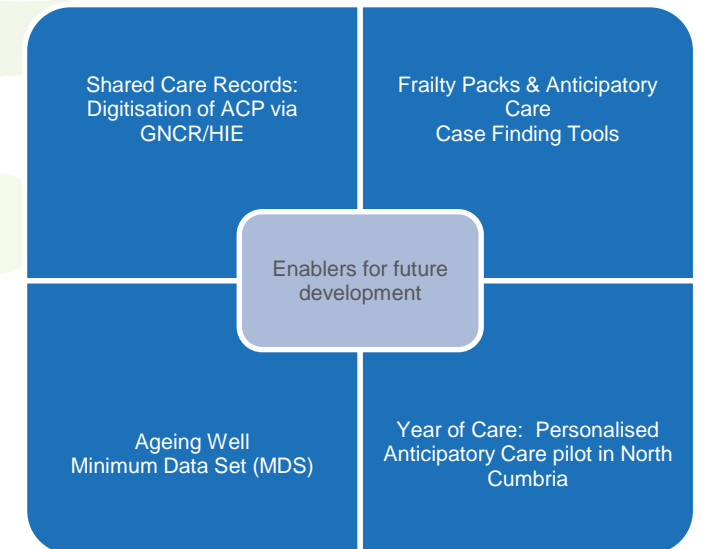 Shared Care Records:
Digitisation of ACP via
GNCR/HIE
Frailty Packs & Anticipatory
Care
Case Finding Tools
Enablers for future
development
Ageing Well
Minimum Data Set (MDS)
Year of Care: Personalised
Anticipatory Care pilot in North
Cumbria